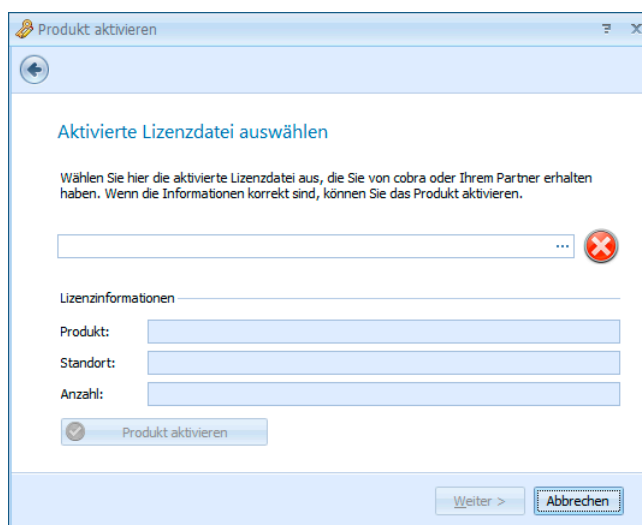 Produkt aktivieren
Aktivierte Lizenzdatei auswählen
Wählen Sie hier die aktivierte Lizenzdatei aus, die Sie von cobra oder Ihrem Partner erhalten
haben. Wenn die Informationen korrekt sind, können Sie das Produkt aktivieren.
...
Lizenzinformationen
Produkt:
Standort:
Anzahl:
Produkt aktivieren
Weiter >
Abbrechen